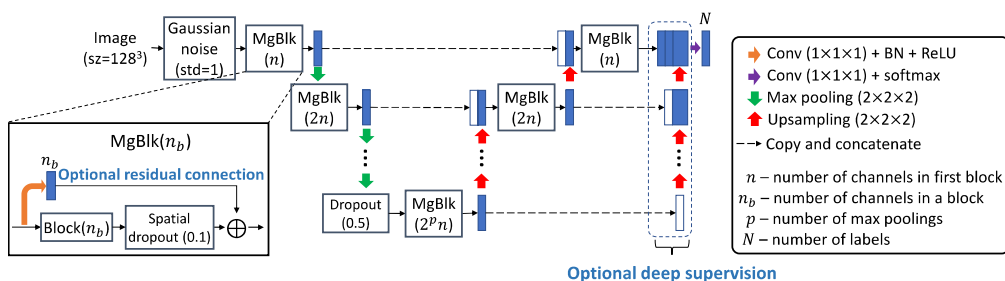 Image
(sz=128³)
Gaussian
noise
(std=1)
MgBlk
(n)
MgBlk
(n)
N
MgBlk
(2n)
MgBlk
(2n)
Dropout
(0.5)
MgBlk
(2ᵖn)
Optional deep supervision
MgBlk(n_b)
n_b
Optional residual connection
Block(n_b)
Spatial
dropout (0.1)
Conv (1×1×1) + BN + ReLU
Conv (1×1×1) + softmax
Max pooling (2×2×2)
Upsampling (2×2×2)
Copy and concatenate
n – number of channels in first block
n_b – number of channels in a block
p – number of max poolings
N – number of labels